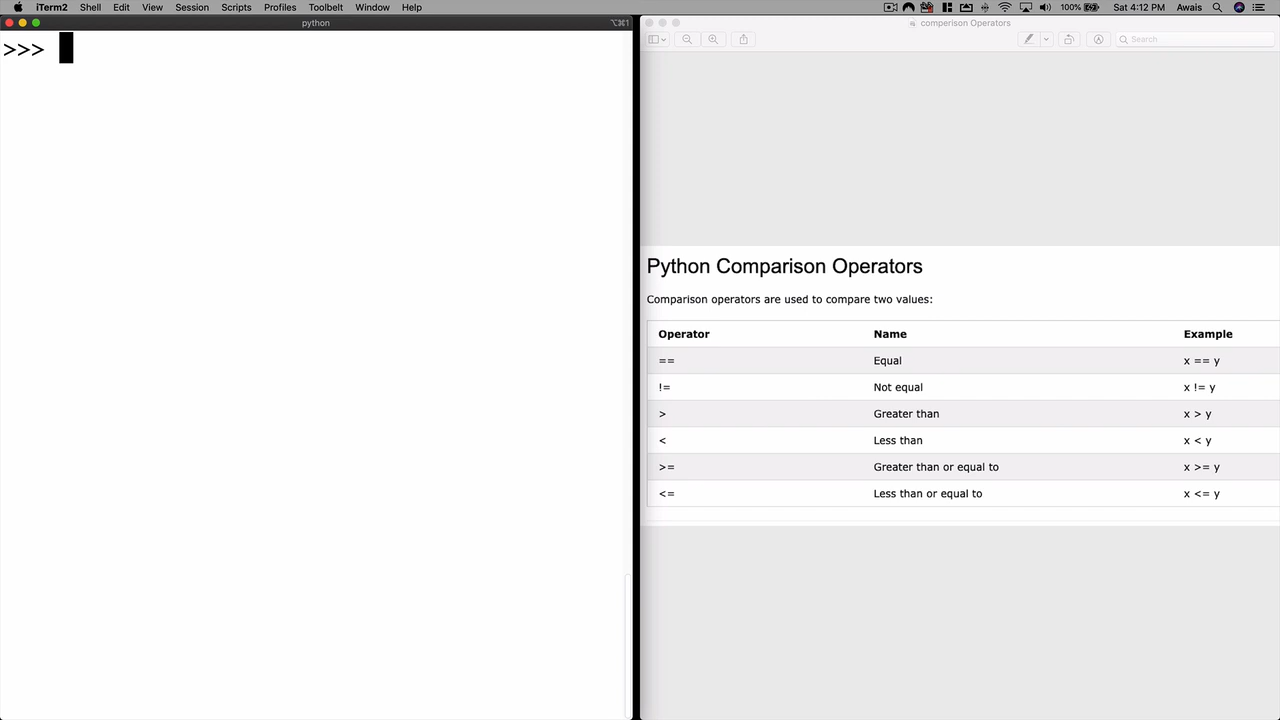 iTerm2 Shell Edit View Session Scripts Profiles Toolbelt Window Help 100% Sat 4:12 PM Awais
python ⌥⌘1
>>>
comperison Operators
Search
Python Comparison Operators
Comparison operators are used to compare two values:
Operator Name Example
== Equal x == y
!= Not equal x != y
> Greater than x > y
< Less than x < y
>= Greater than or equal to x >= y
<= Less than or equal to x <= y